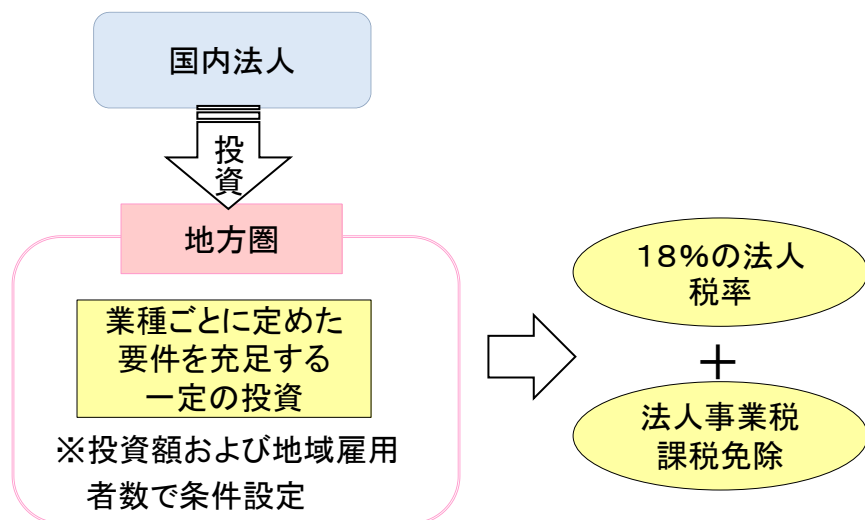 国内法人
投
資
地方圏
業種ごとに定めた
要件を充足する
一定の投資
※投資額および地域雇用
者数で条件設定
18%の法人
税率
＋
法人事業税
課税免除